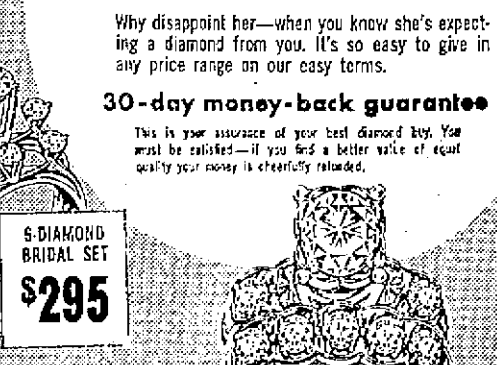 Why disappoint her—when you know she's expect-
ing a diamond from you. It's so easy to give in
any price range on our easy terms.
30-day money-back guarantee
This is your assurance of your best diamond buy. You
must be satisfied—if you find a better value of equal
quality your money is cheerfully refunded.
DIAMOND
BRIDAL SET
$295